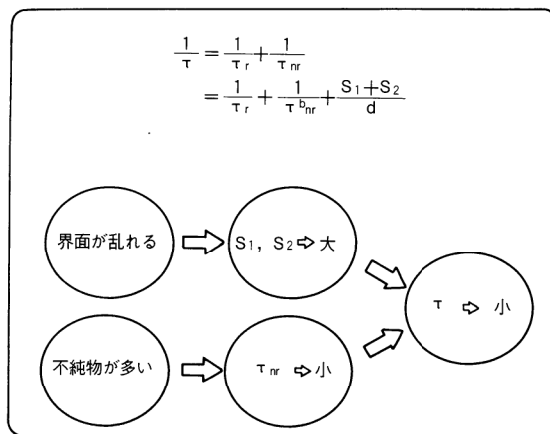 1/τ = 1/τr + 1/τnr
= 1/τr + 1/τᵇnr + (S₁+S₂)/d
界面が乱れる
S₁, S₂ ⇨ 大
τ ⇨ 小
不純物が多い
τnr ⇨ 小